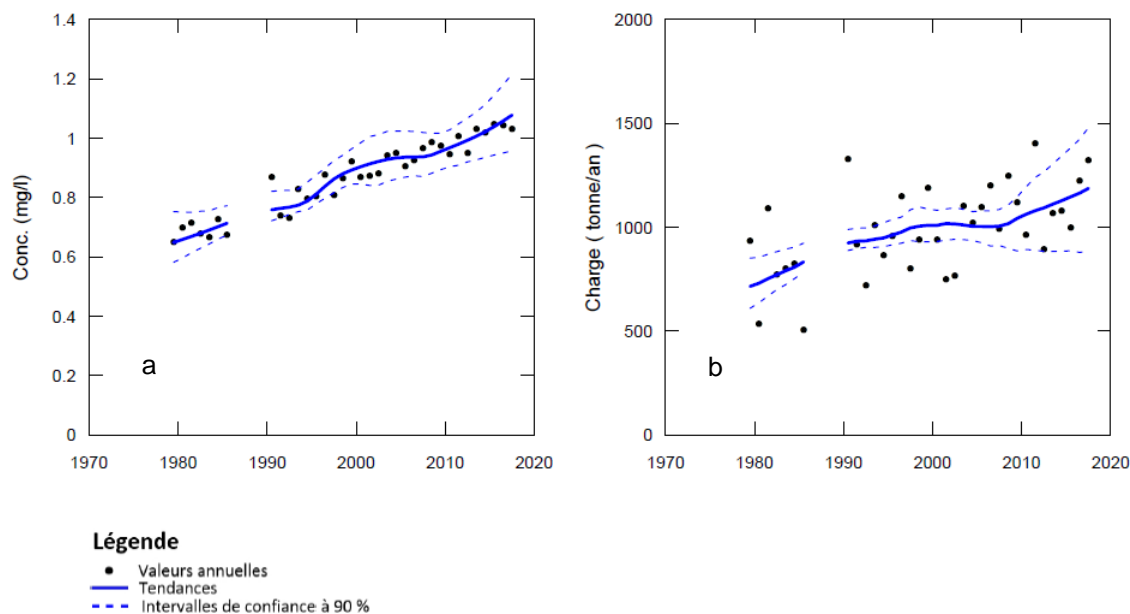 1.4
1.2
1
0.8
0.6
0.4
0.2
0
Conc. (mg/l)
a
1970 1980 1990 2000 2010 2020
2000
1500
1000
500
0
Charge ( tonne/an )
b
1970 1980 1990 2000 2010 2020
Légende
Valeurs annuelles
Tendances
Intervalles de confiance à 90 %